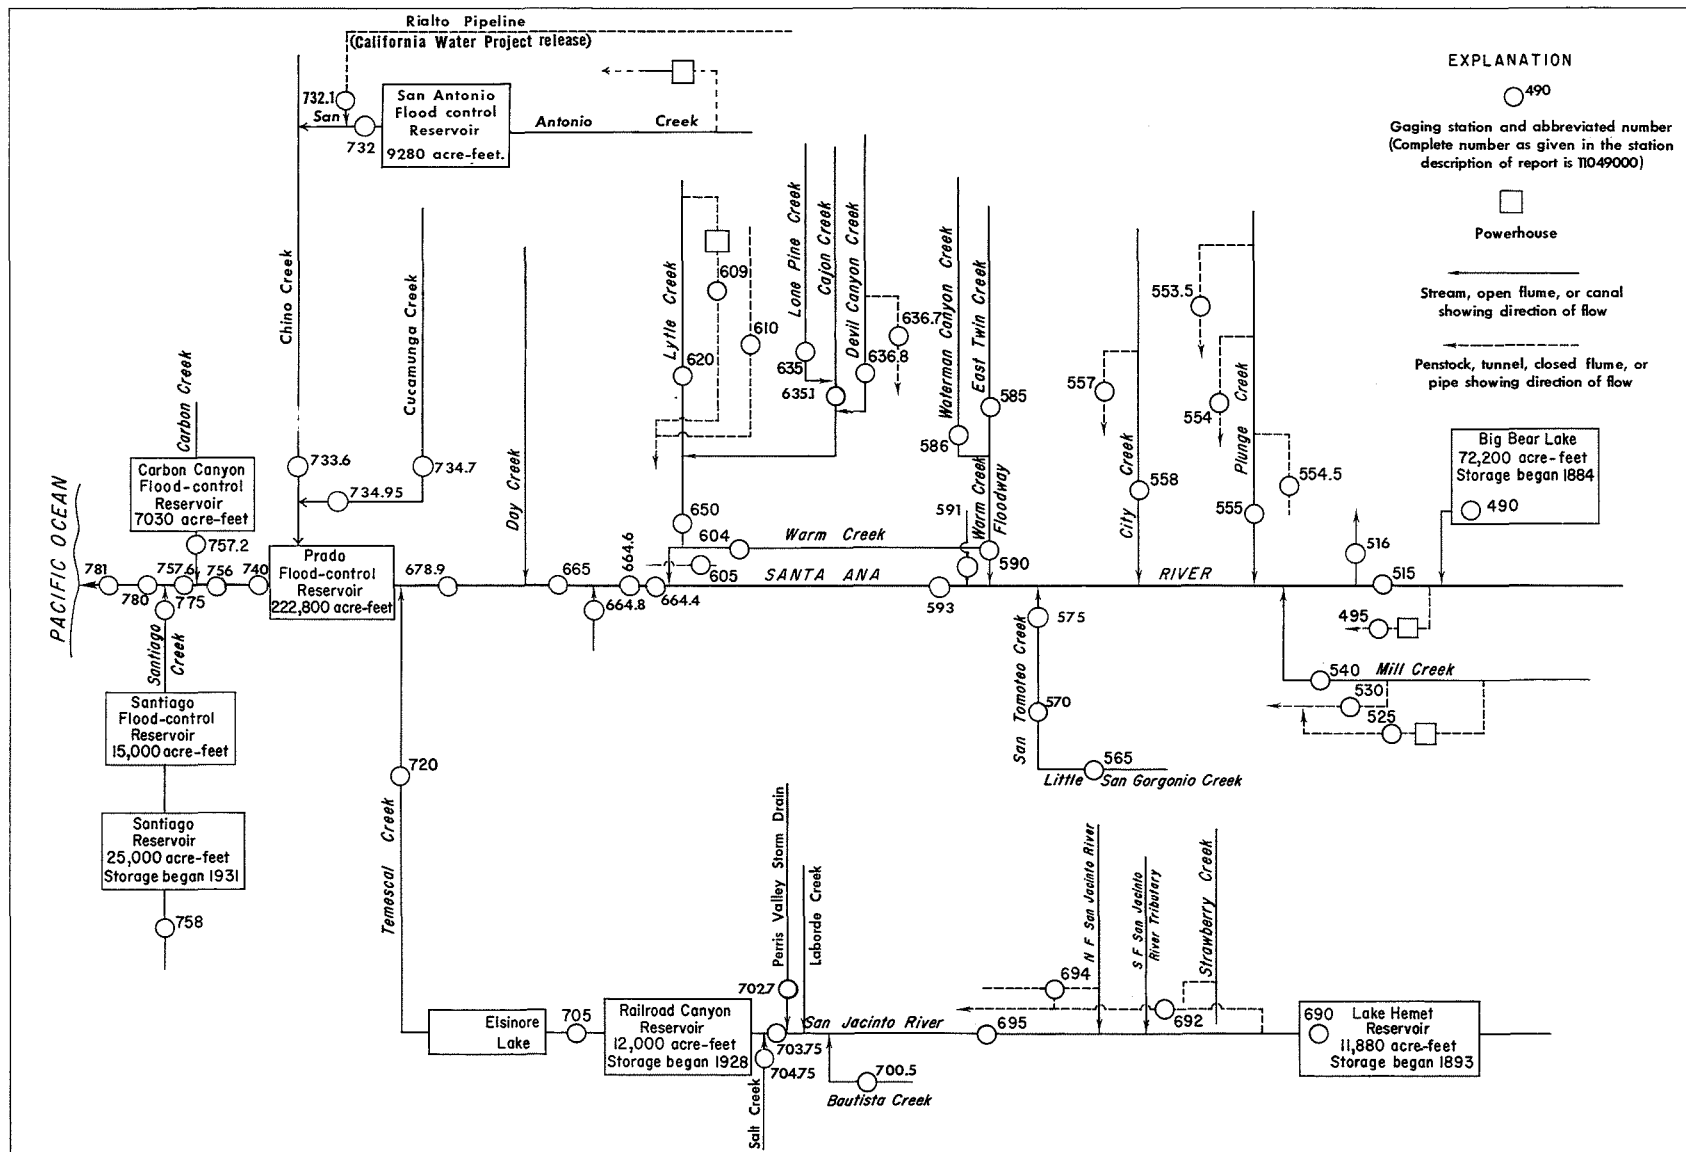 Rialto Pipeline
(California Water Project release)
732.1
San
732
San Antonio
Flood control
Reservoir
9280 acre-feet.
Antonio Creek
EXPLANATION
490
Gaging station and abbreviated number
(Complete number as given in the station
description of report is 11049000)
Powerhouse
Stream, open flume, or canal
showing direction of flow
Penstock, tunnel, closed flume, or
pipe showing direction of flow
Chino Creek
Cucamunga Creek
Day Creek
Lytle Creek
609
610
620
Lone Pine Creek
Cajon Creek
Devil Canyon Creek
635
635.1
636.7
636.8
Waterman Canyon Creek
East Twin Creek
585
586
Warm Creek
Floodway
591
590
557
City Creek
558
553.5
554
Plunge Creek
554.5
555
Big Bear Lake
72,200 acre-feet
Storage began 1884
490
Carbon Creek
Carbon Canyon
Flood-control
Reservoir
7030 acre-feet
733.6
734.7
734.95
650
604
Warm Creek
605
516
515
PACIFIC OCEAN
781
780
757.6
757.2
775
756
740
Prado
Flood-control
Reservoir
222,800 acre-feet
678.9
665
664.6
664.8
664.4
SANTA ANA RIVER
593
575
495
Santiago
Creek
Santiago
Flood-control
Reservoir
15,000 acre-feet
Santiago
Reservoir
25,000 acre-feet
Storage began 1931
758
720
Temescal Creek
San Tomoteo Creek
570
565
Little San Gorgonio Creek
540
Mill Creek
530
525
Perris Valley Storm Drain
Laborde Creek
N F San Jacinto River
S F San Jacinto
River Tributary
Strawberry Creek
702.7
694
692
Elsinore
Lake
705
Railroad Canyon
Reservoir
12,000 acre-feet
Storage began 1928
703.75
704.75
Salt Creek
San Jacinto River
695
700.5
Bautista Creek
690
Lake Hemet
Reservoir
11,880 acre-feet
Storage began 1893